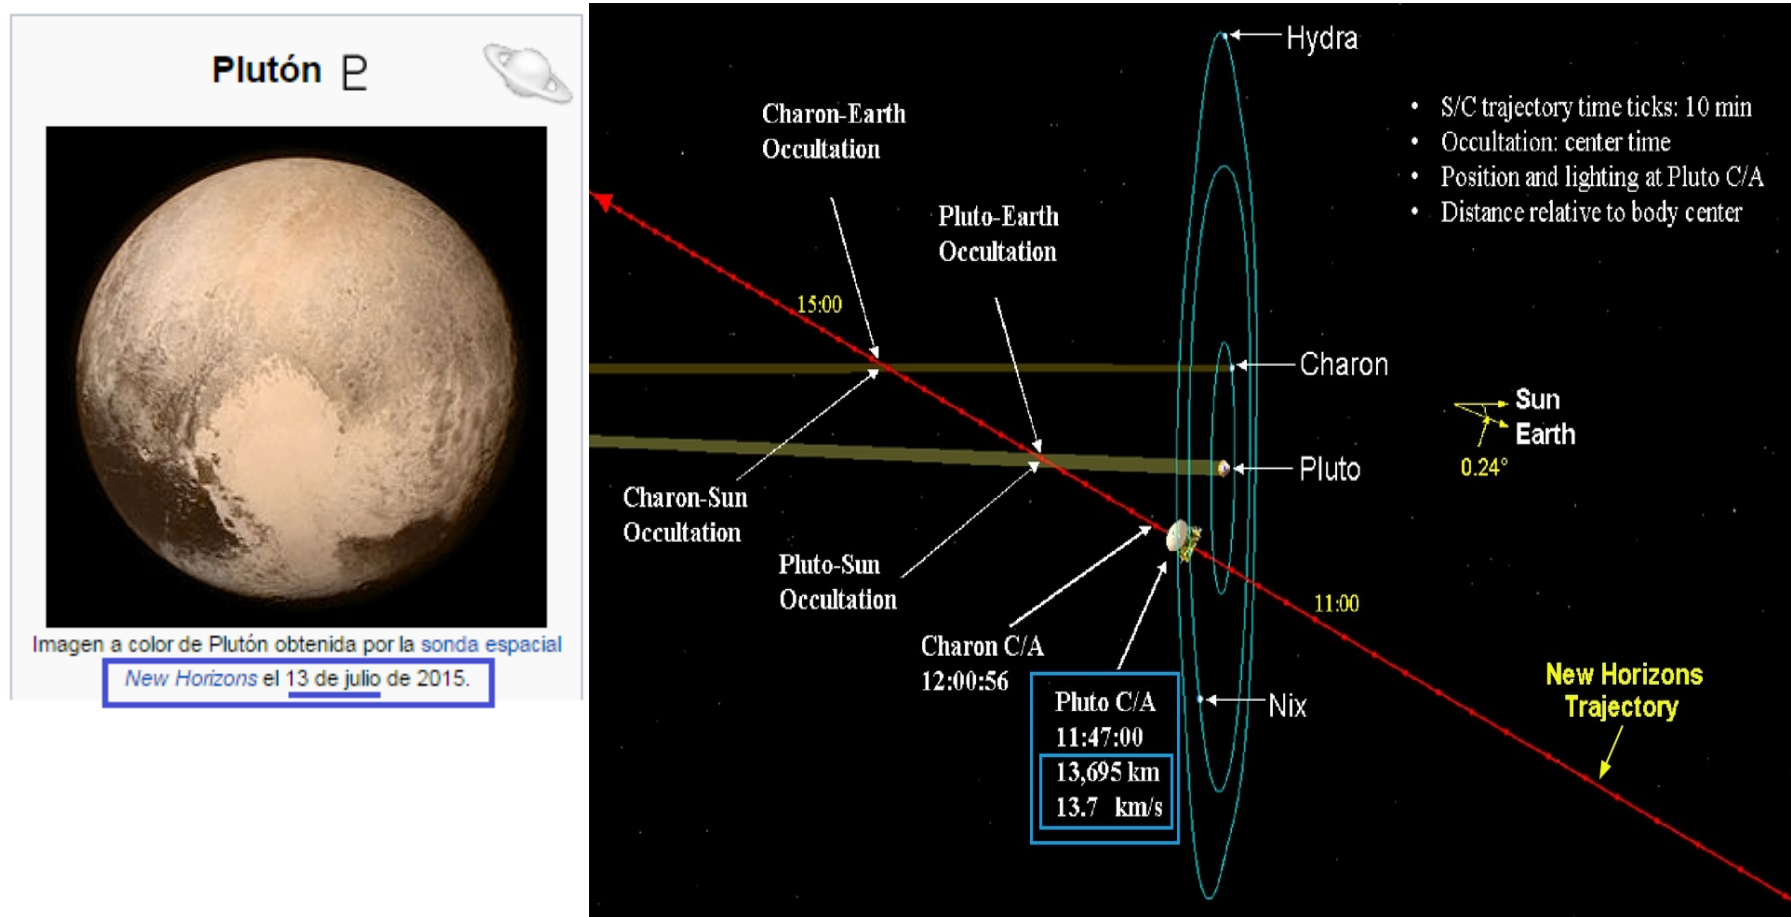 Plutón ♇
Imagen a color de Plutón obtenida por la sonda espacial
New Horizons el 13 de julio de 2015.
Hydra
• S/C trajectory time ticks: 10 min
• Occultation: center time
• Position and lighting at Pluto C/A
• Distance relative to body center
Charon-Earth
Occultation
Pluto-Earth
Occultation
15:00
Charon
Sun
Earth
0.24°
Pluto
Charon-Sun
Occultation
Pluto-Sun
Occultation
11:00
Charon C/A
12:00:56
Pluto C/A
11:47:00
13,695 km
13.7 km/s
Nix
New Horizons
Trajectory